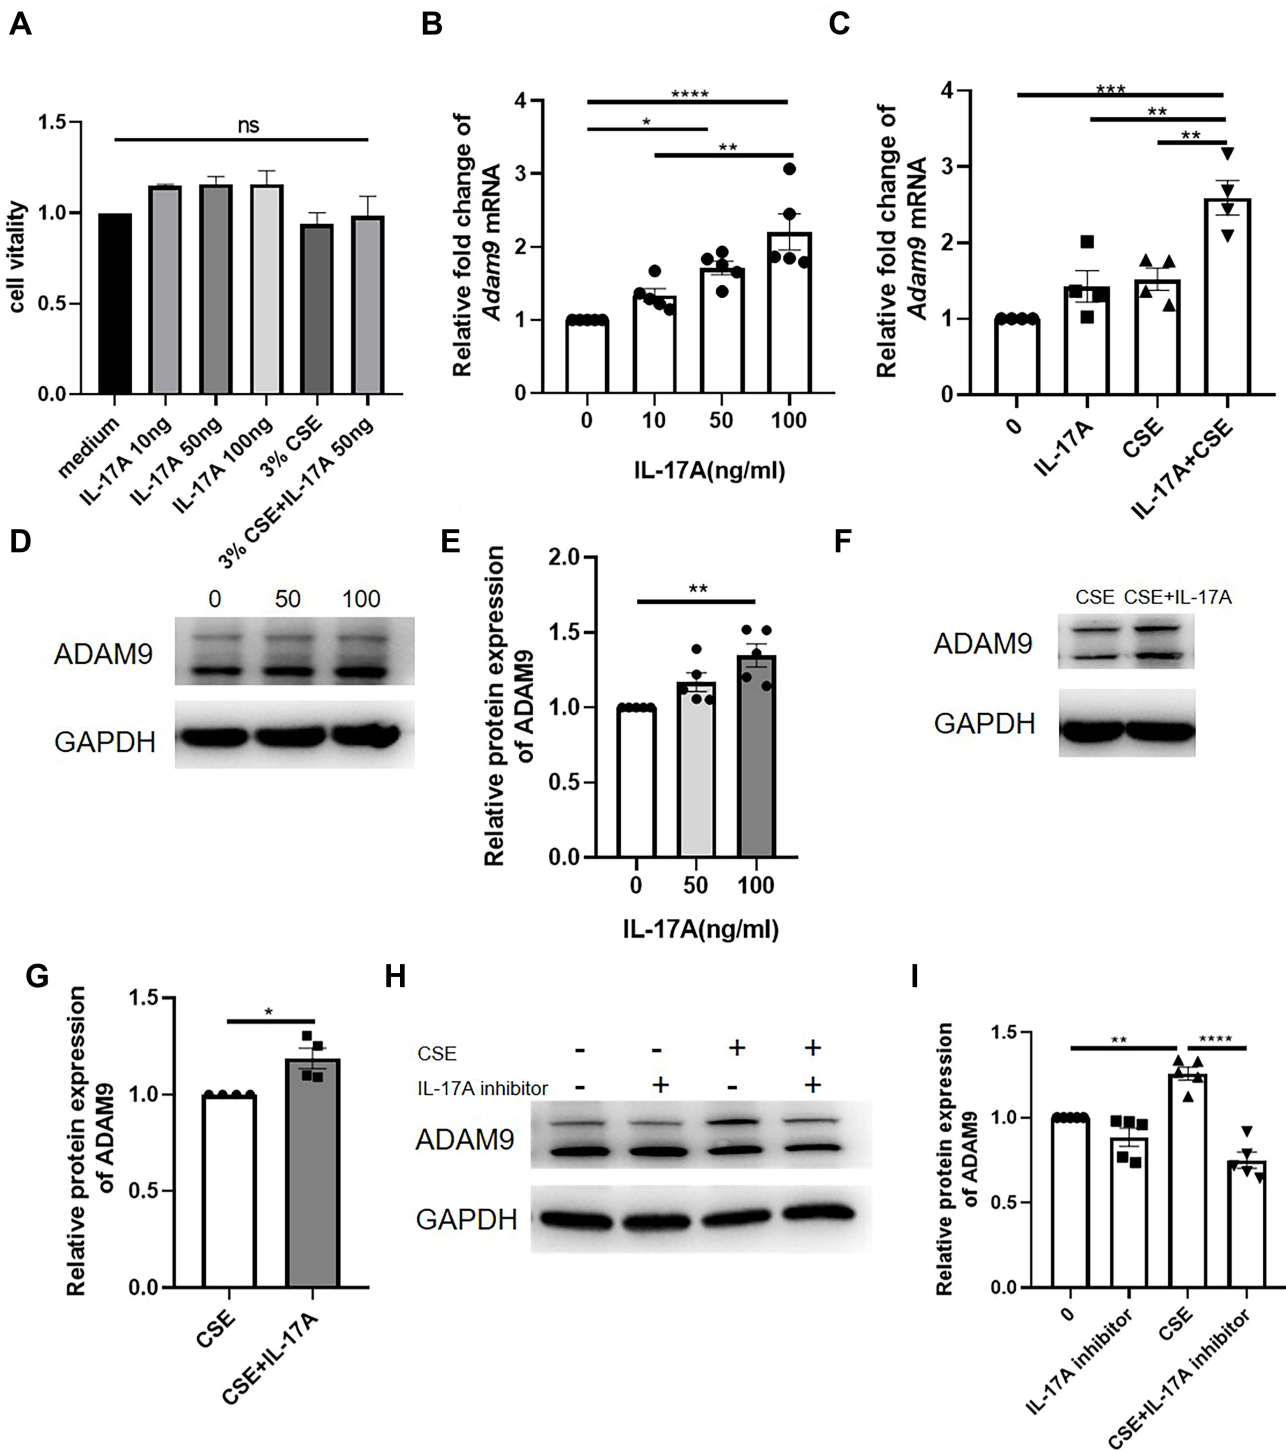 A
cell vitality
1.5
1.0
0.5
0.0
ns
medium
IL-17A 10ng
IL-17A 50ng
IL-17A 100ng
3% CSE
3% CSE+IL-17A 50ng
B
Relative fold change of
Adam9 mRNA
4
3
2
1
0
****
*
**
0 10 50 100
IL-17A(ng/ml)
C
Relative fold change of
Adam9 mRNA
4
3
2
1
0
***
**
**
0
IL-17A
CSE
IL-17A+CSE
D
0 50 100
ADAM9
GAPDH
E
Relative protein expression
of ADAM9
2.0
1.5
1.0
0.5
0.0
**
0 50 100
IL-17A(ng/ml)
F
CSE CSE+IL-17A
ADAM9
GAPDH
G
Relative protein expression
of ADAM9
1.5
1.0
0.5
0.0
*
CSE
CSE+IL-17A
H
CSE - - + +
IL-17A inhibitor - + - +
ADAM9
GAPDH
I
Relative protein expression
of ADAM9
1.5
1.0
0.5
0.0
** ****
0
IL-17A inhibitor
CSE
CSE+IL-17A inhibitor